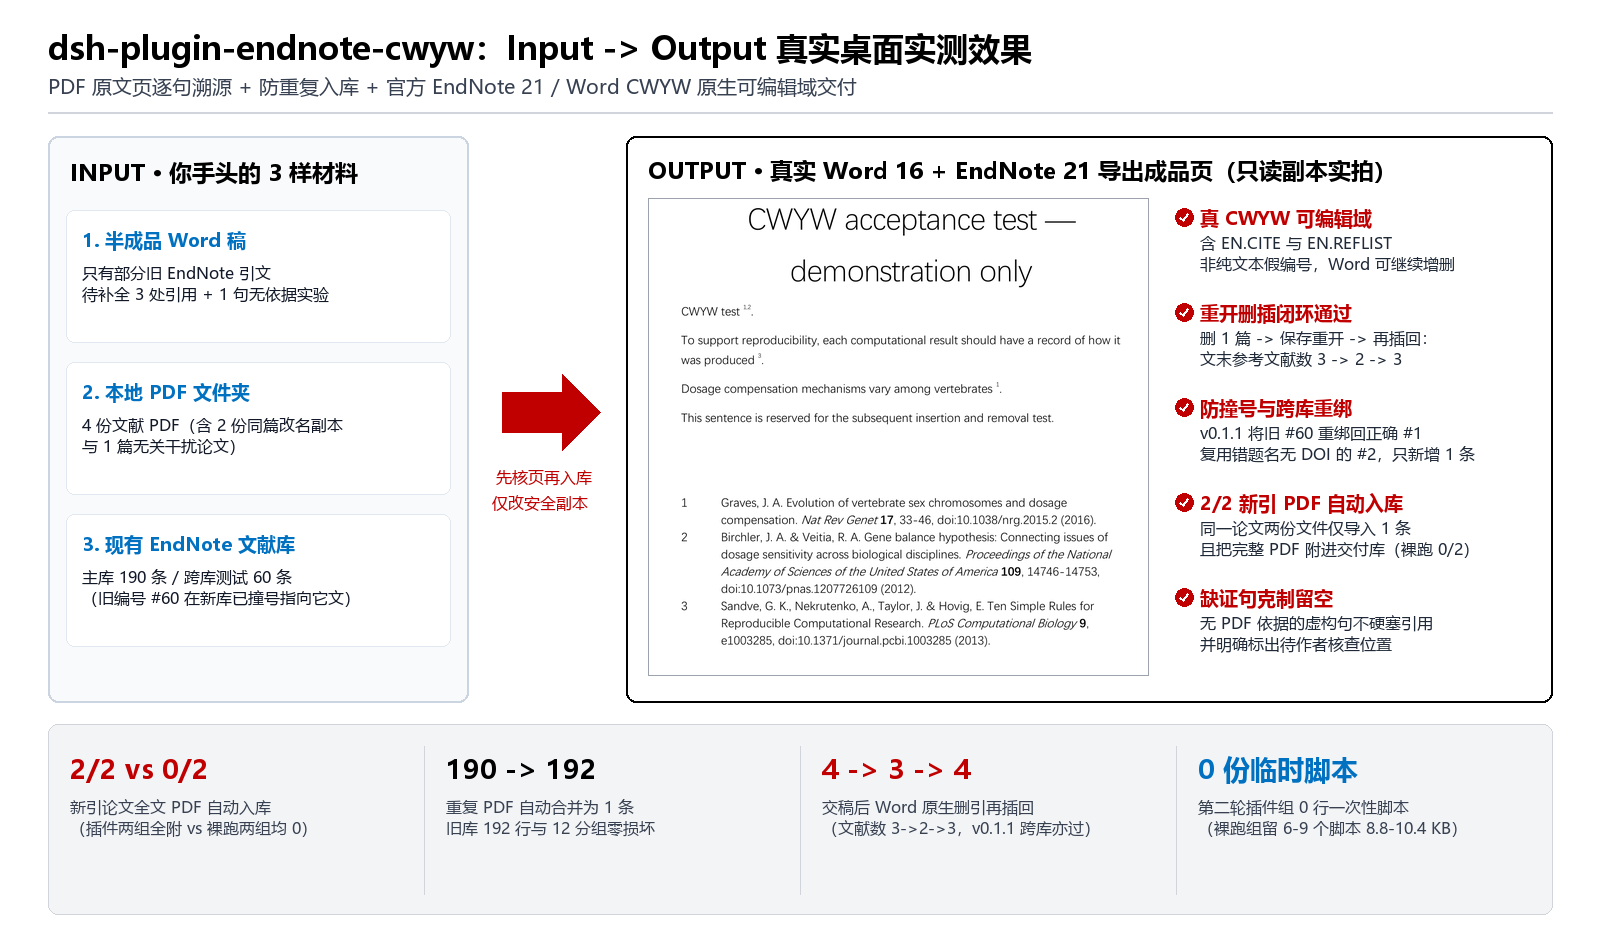 dsh-plugin-endnote-cwyw：Input -> Output 真实桌面实测效果
PDF 原文页逐句溯源 + 防重复入库 + 官方 EndNote 21 / Word CWYW 原生可编辑域交付
INPUT • 你手头的 3 样材料
1. 半成品 Word 稿
只有部分旧 EndNote 引文
待补全 3 处引用 + 1 句无依据实验
2. 本地 PDF 文件夹
4 份文献 PDF（含 2 份同篇改名副本
与 1 篇无关干扰论文）
3. 现有 EndNote 文献库
主库 190 条 / 跨库测试 60 条
（旧编号 #60 在新库已撞号指向它文）
先核页再入库
仅改安全副本
OUTPUT • 真实 Word 16 + EndNote 21 导出成品页（只读副本实拍）
CWYW acceptance test —
demonstration only
CWYW test 1,2.
To support reproducibility, each computational result should have a record of how it
was produced 3.
Dosage compensation mechanisms vary among vertebrates 1.
This sentence is reserved for the subsequent insertion and removal test.
1 Graves, J. A. Evolution of vertebrate sex chromosomes and dosage
compensation. Nat Rev Genet 17, 33-46, doi:10.1038/nrg.2015.2 (2016).
2 Birchler, J. A. & Veitia, R. A. Gene balance hypothesis: Connecting issues of
dosage sensitivity across biological disciplines. Proceedings of the National
Academy of Sciences of the United States of America 109, 14746-14753,
doi:10.1073/pnas.1207726109 (2012).
3 Sandve, G. K., Nekrutenko, A., Taylor, J. & Hovig, E. Ten Simple Rules for
Reproducible Computational Research. PLoS Computational Biology 9,
e1003285, doi:10.1371/journal.pcbi.1003285 (2013).
真 CWYW 可编辑域
含 EN.CITE 与 EN.REFLIST
非纯文本假编号，Word 可继续增删
重开删插闭环通过
删 1 篇 -> 保存重开 -> 再插回：
文末参考文献数 3 -> 2 -> 3
防撞号与跨库重绑
v0.1.1 将旧 #60 重绑回正确 #1
复用错题名无 DOI 的 #2，只新增 1 条
2/2 新引 PDF 自动入库
同一论文两份文件仅导入 1 条
且把完整 PDF 附进交付库（裸跑 0/2）
缺证句克制留空
无 PDF 依据的虚构句不硬塞引用
并明确标出待作者核查位置
2/2 vs 0/2
新引论文全文 PDF 自动入库
（插件两组全附 vs 裸跑两组均 0）
190 -> 192
重复 PDF 自动合并为 1 条
旧库 192 行与 12 分组零损坏
4 -> 3 -> 4
交稿后 Word 原生删引再插回
（文献数 3->2->3，v0.1.1 跨库亦过）
0 份临时脚本
第二轮插件组 0 行一次性脚本
（裸跑组留 6-9 个脚本 8.8-10.4 KB）